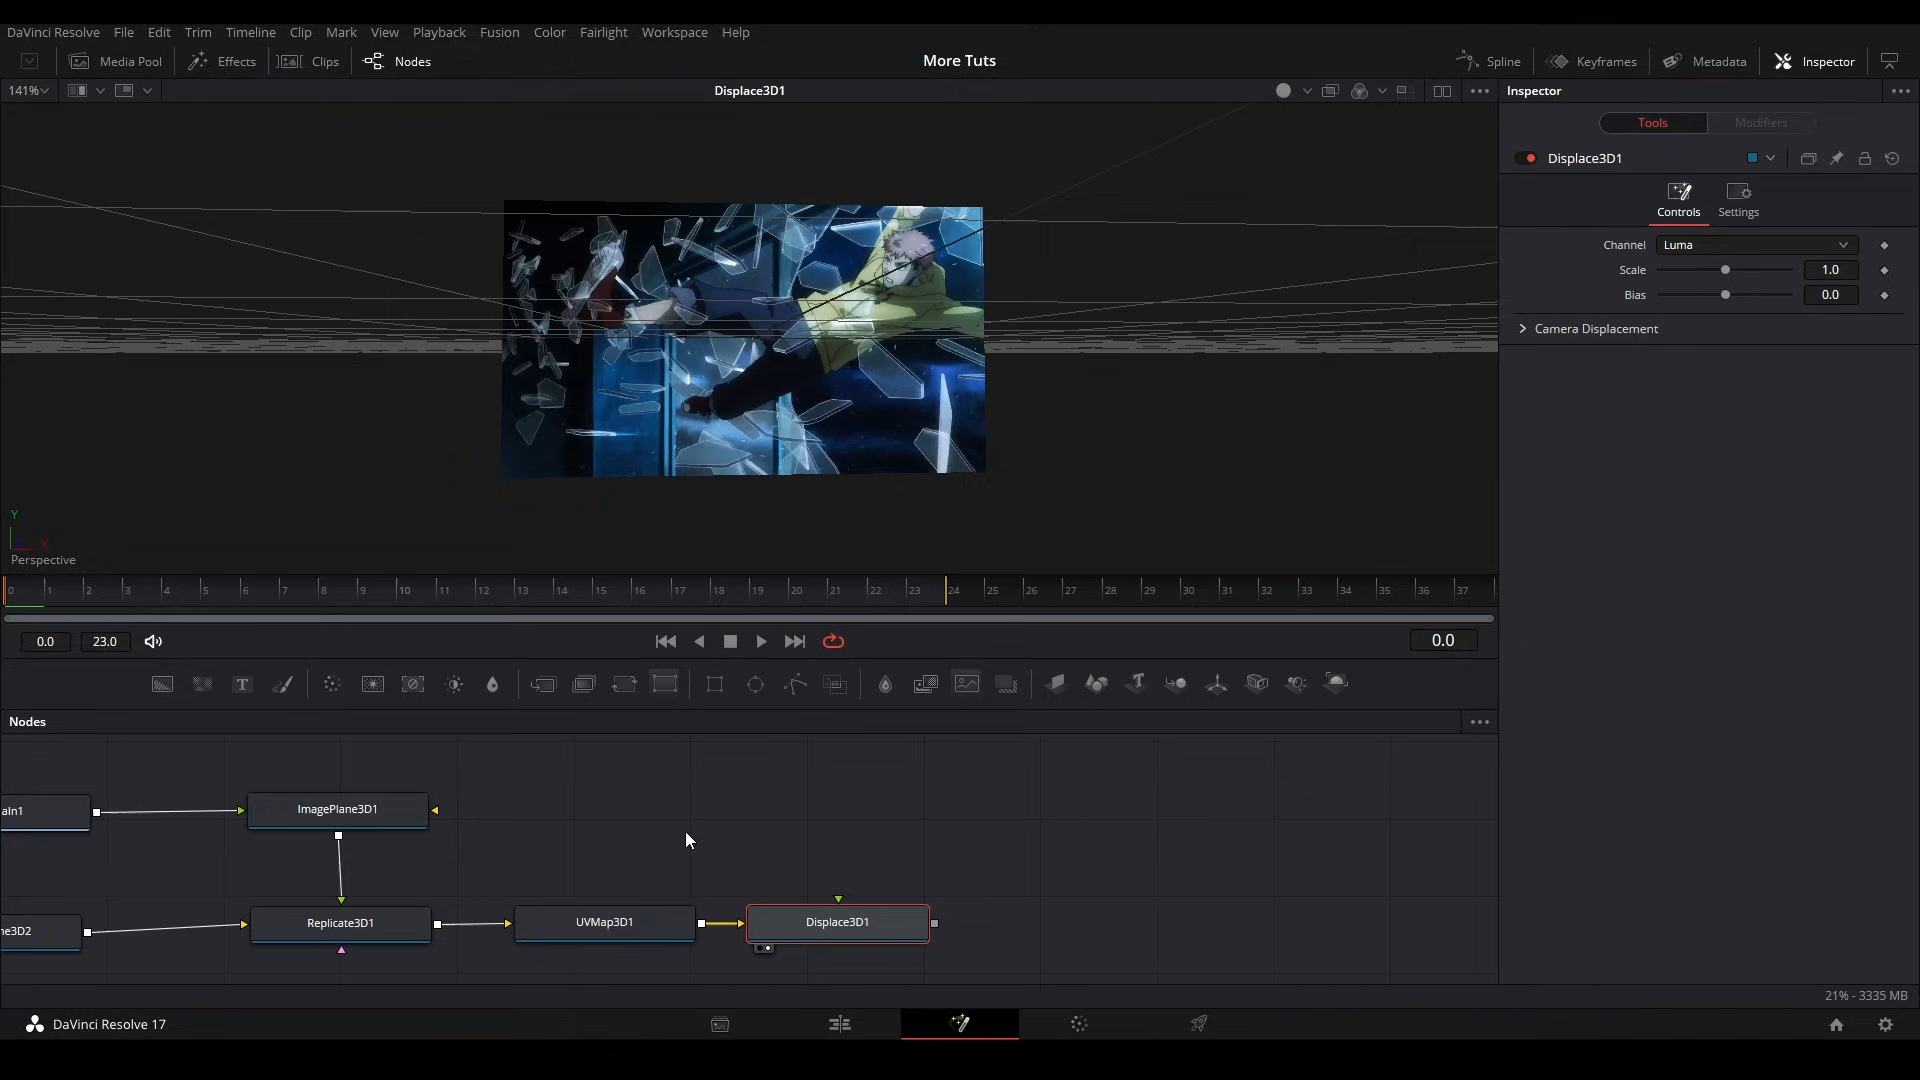 DaVinci Resolve File Edit Trim Timeline Clip Mark View Playback Fusion Color Fairlight Workspace Help
Media Pool Effects Clips Nodes More Tuts Spline Keyframes Metadata Inspector
141% Displace3D1 Inspector
Tools Modifiers
Displace3D1
Controls Settings
Channel Luma
Scale 1.0
Bias 0.0
Camera Displacement
Y
X
Perspective
0 1 2 3 4 5 6 7 8 9 10 11 12 13 14 15 16 17 18 19 20 21 22 23 24 25 26 27 28 29 30 31 32 33 34 35 36 37
0.0 23.0 0.0
T T
Nodes
aIn1 ImagePlane3D1
ne3D2 Replicate3D1 UVMap3D1 Displace3D1
21% - 3335 MB
DaVinci Resolve 17